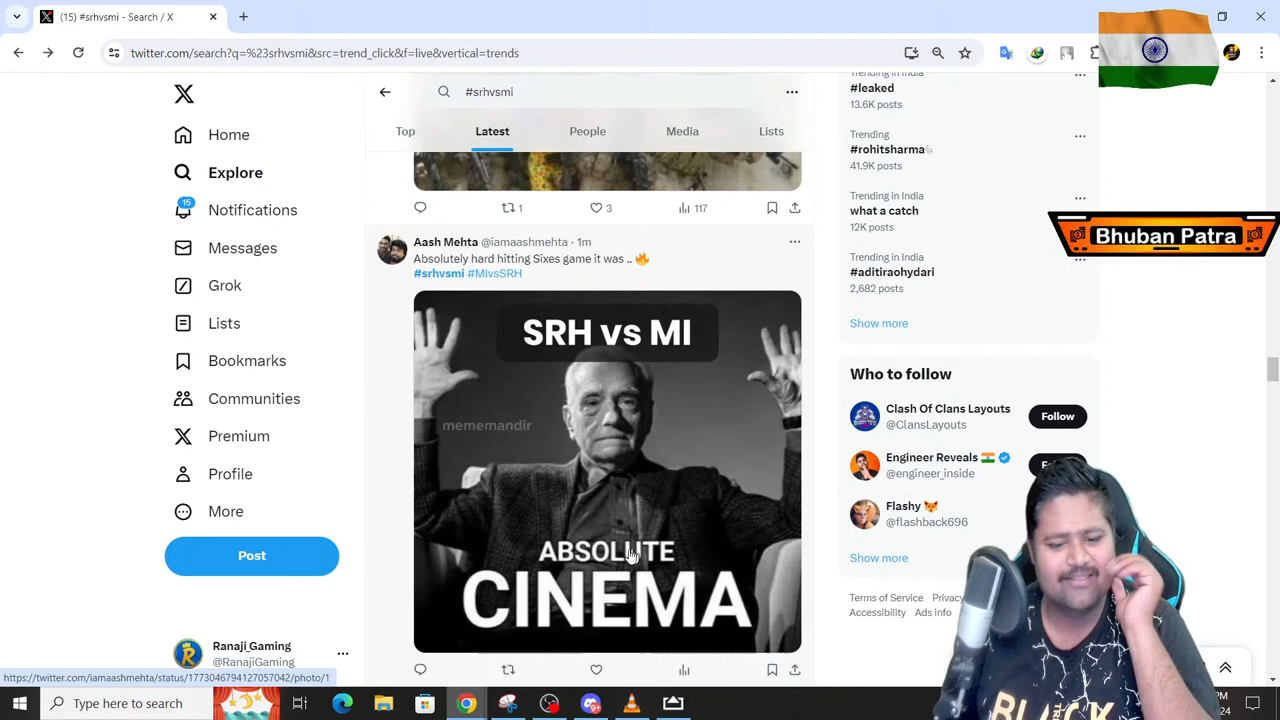 (15) #srhvsmi - Search / X
twitter.com/search?q=%23srhvsmi&src=trend_click&f=live&vertical=trends
#srhvsmi
Top
Latest
People
Media
Lists
Home
Explore
15
Notifications
Messages
Grok
Lists
Bookmarks
Communities
Premium
Profile
More
Post
Ranaji_Gaming
@RanajiGaming
1
3
117
Aash Mehta @iamaashmehta · 1m
Absolutely hard hitting Sixes game it was .. 🔥
#srhvsmi #MIvsSRH
SRH vs MI
mememandir
ABSOLUTE
CINEMA
Trending in India
#leaked
13.6K posts
Trending
#rohitsharma
41.9K posts
Trending in India
what a catch
12K posts
Trending in India
#aditiraohydari
2,682 posts
Show more
Bhuban Patra
Who to follow
Clash Of Clans Layouts
@ClansLayouts
Follow
Engineer Reveals
@engineer_inside
Flashy
@flashback696
Show more
Terms of Service
Accessibility Ads info
https://twitter.com/iamaashmehta/status/1773046794127057042/photo/1
Type here to search
BLACK